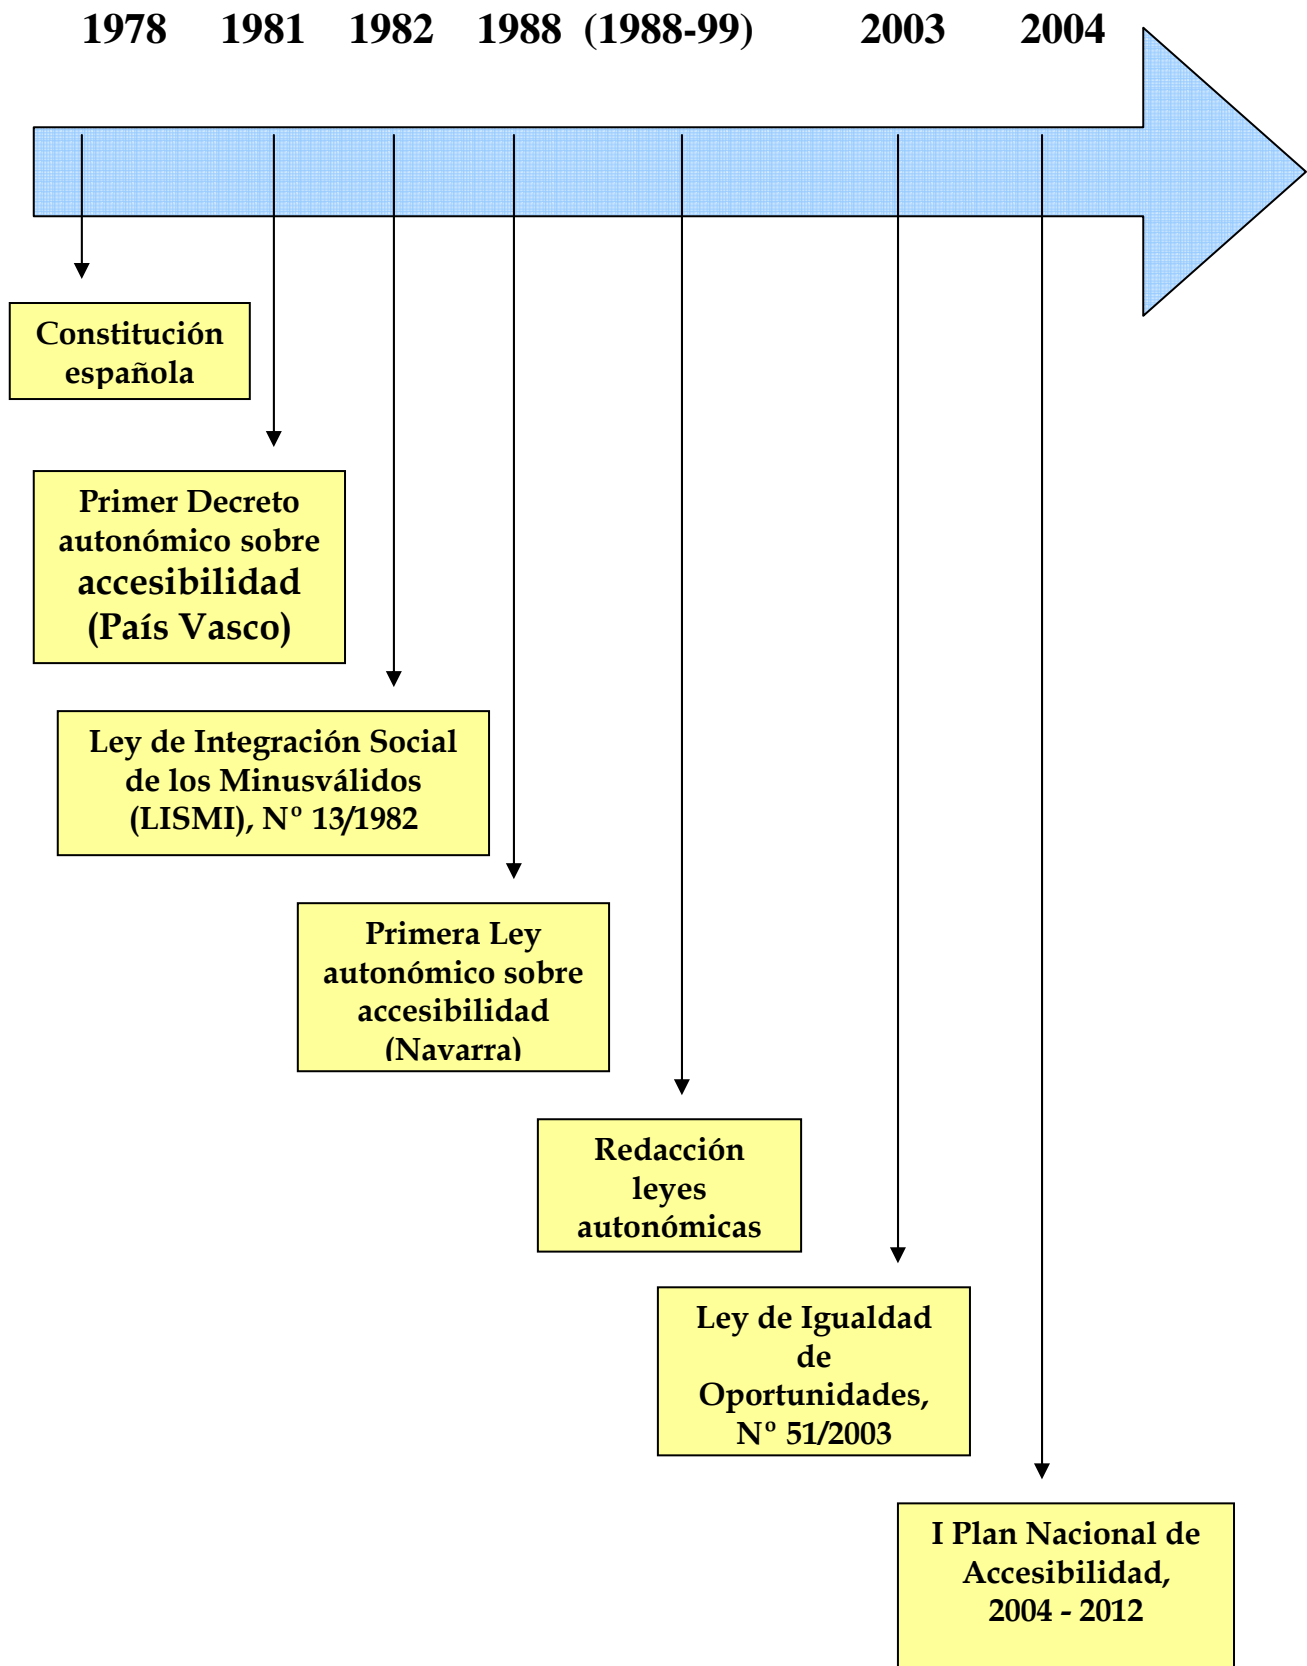 1978 1981 1982 1988 (1988-99) 2003 2004
Constitución
española
Primer Decreto
autonómico sobre
accesibilidad
(País Vasco)
Ley de Integración Social
de los Minusválidos
(LISMI), Nº 13/1982
Primera Ley
autonómico sobre
accesibilidad
(Navarra)
Redacción
leyes
autonómicas
Ley de Igualdad
de
Oportunidades,
Nº 51/2003
I Plan Nacional de
Accesibilidad,
2004 - 2012